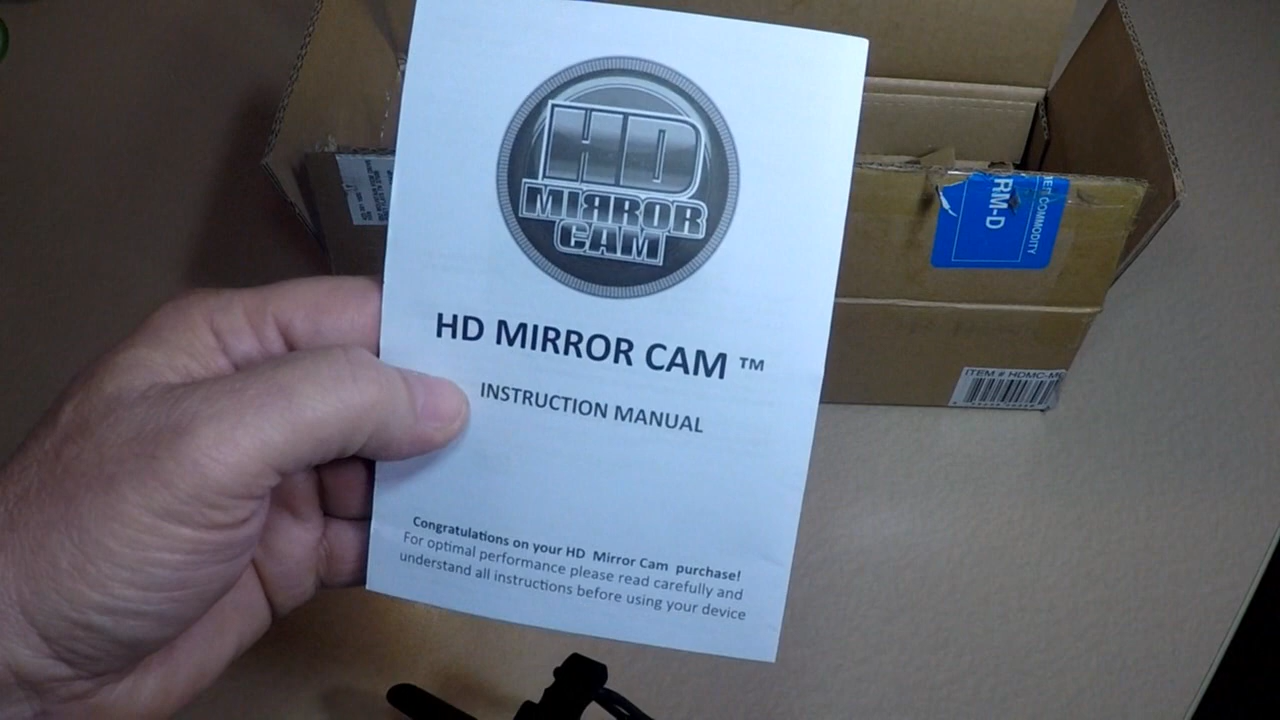 HD
MIRROR
CAM
HD MIRROR CAM ™
INSTRUCTION MANUAL
Congratulations on your HD Mirror Cam purchase!
For optimal performance please read carefully and
understand all instructions before using your device
COMMODITY
RM-D
ITEM # HDMC-M